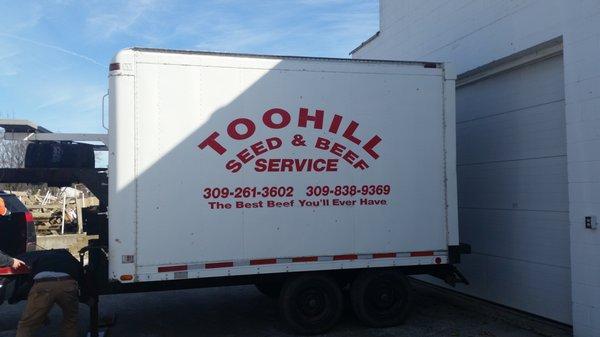 TOOHILL
SEED & BEEF
SERVICE
309-261-3602 309-838-9369
The Best Beef You'll Ever Have